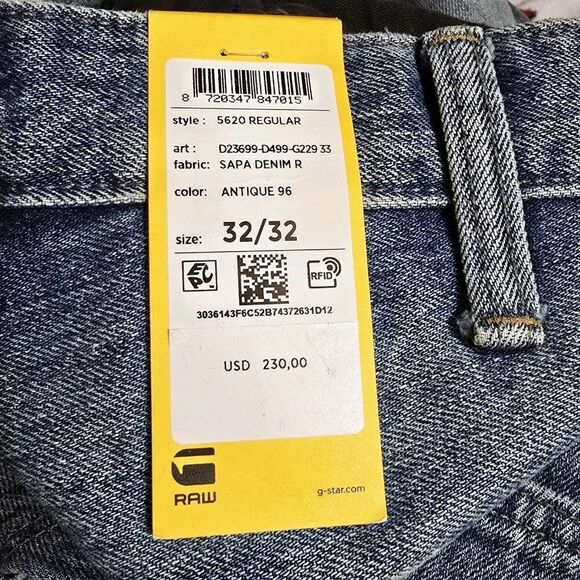 8 720347 847015
style : 5620 REGULAR
art : D23699-D499-G229 33
fabric: SAPA DENIM R
color: ANTIQUE 96
size: 32/32
EPC
RFID
3036143F6C52B74372631D12
USD 230,00
RAW
g-star.com